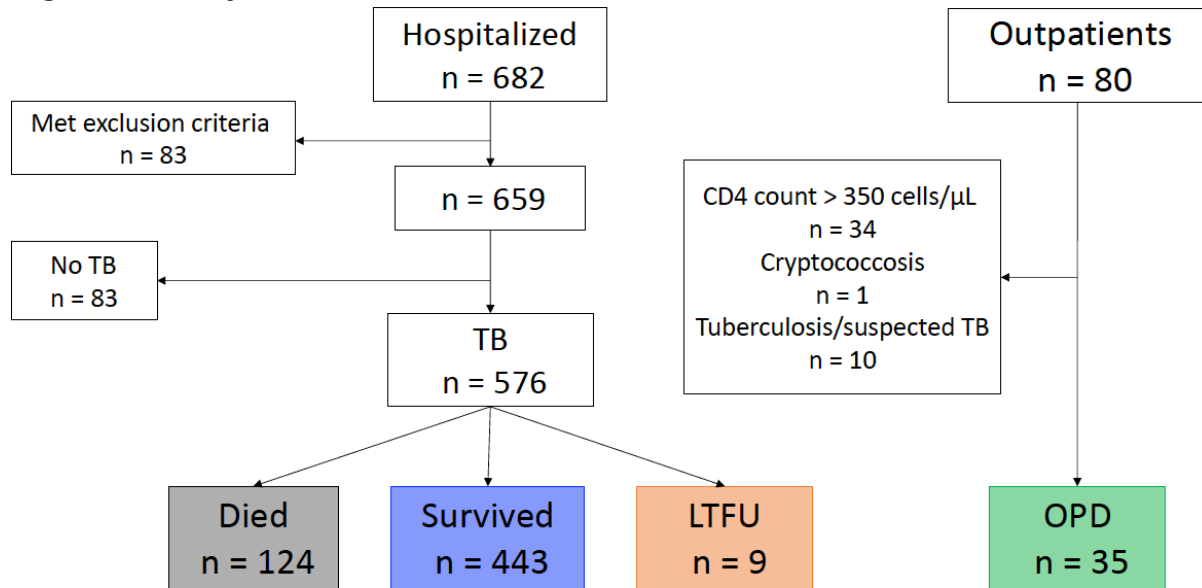 Hospitalized
n = 682
Outpatients
n = 80
Met exclusion criteria
n = 83
n = 659
CD4 count > 350 cells/µL
n = 34
Cryptococcosis
n = 1
Tuberculosis/suspected TB
n = 10
No TB
n = 83
TB
n = 576
Died
n = 124
Survived
n = 443
LTFU
n = 9
OPD
n = 35